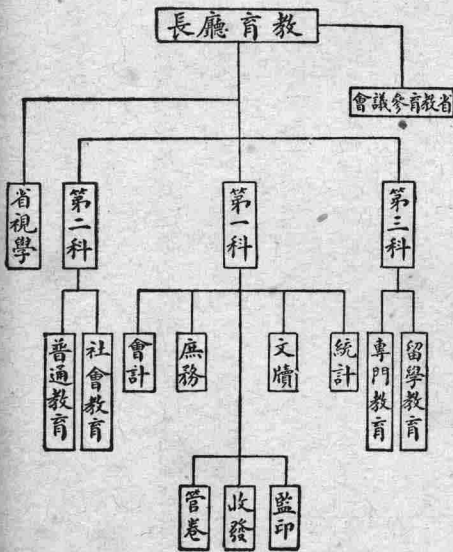 教育廳長
省教育參議會
第三科
第一科
第二科
省視學
留學教育
專門教育
統計
文牘
庶務
會計
社會教育
普通教育
監印
收發
管卷